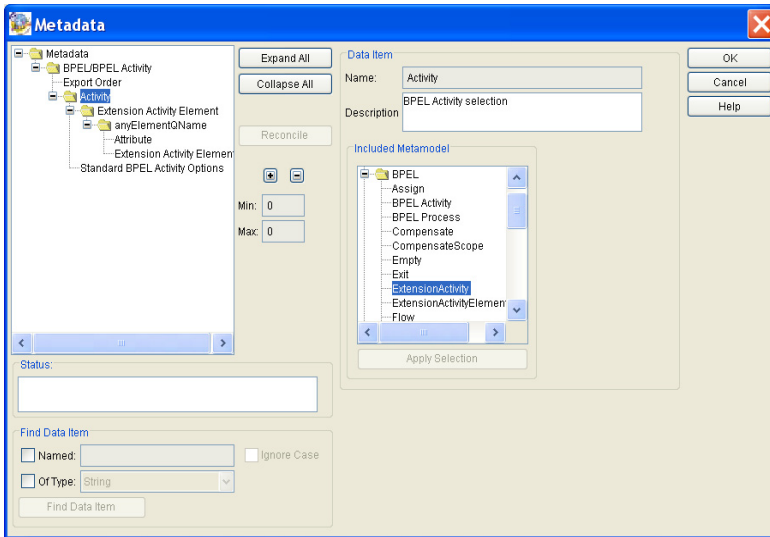 Metadata
Metadata
BPEL/BPEL Activity
Export Order
Activity
Extension Activity Element
anyElementQName
Attribute
Extension Activity Elemen
Standard BPEL Activity Options
Expand All
Collapse All
Reconcile
Min: 0
Max: 0
Data Item
Name: Activity
Description BPEL Activity selection
Included Metamodel
BPEL
Assign
BPEL Activity
BPEL Process
Compensate
CompensateScope
Empty
Exit
ExtensionActivity
ExtensionActivityElemen
Flow
Apply Selection
OK
Cancel
Help
Status:
Find Data Item
Named:
Ignore Case
Of Type: String
Find Data Item